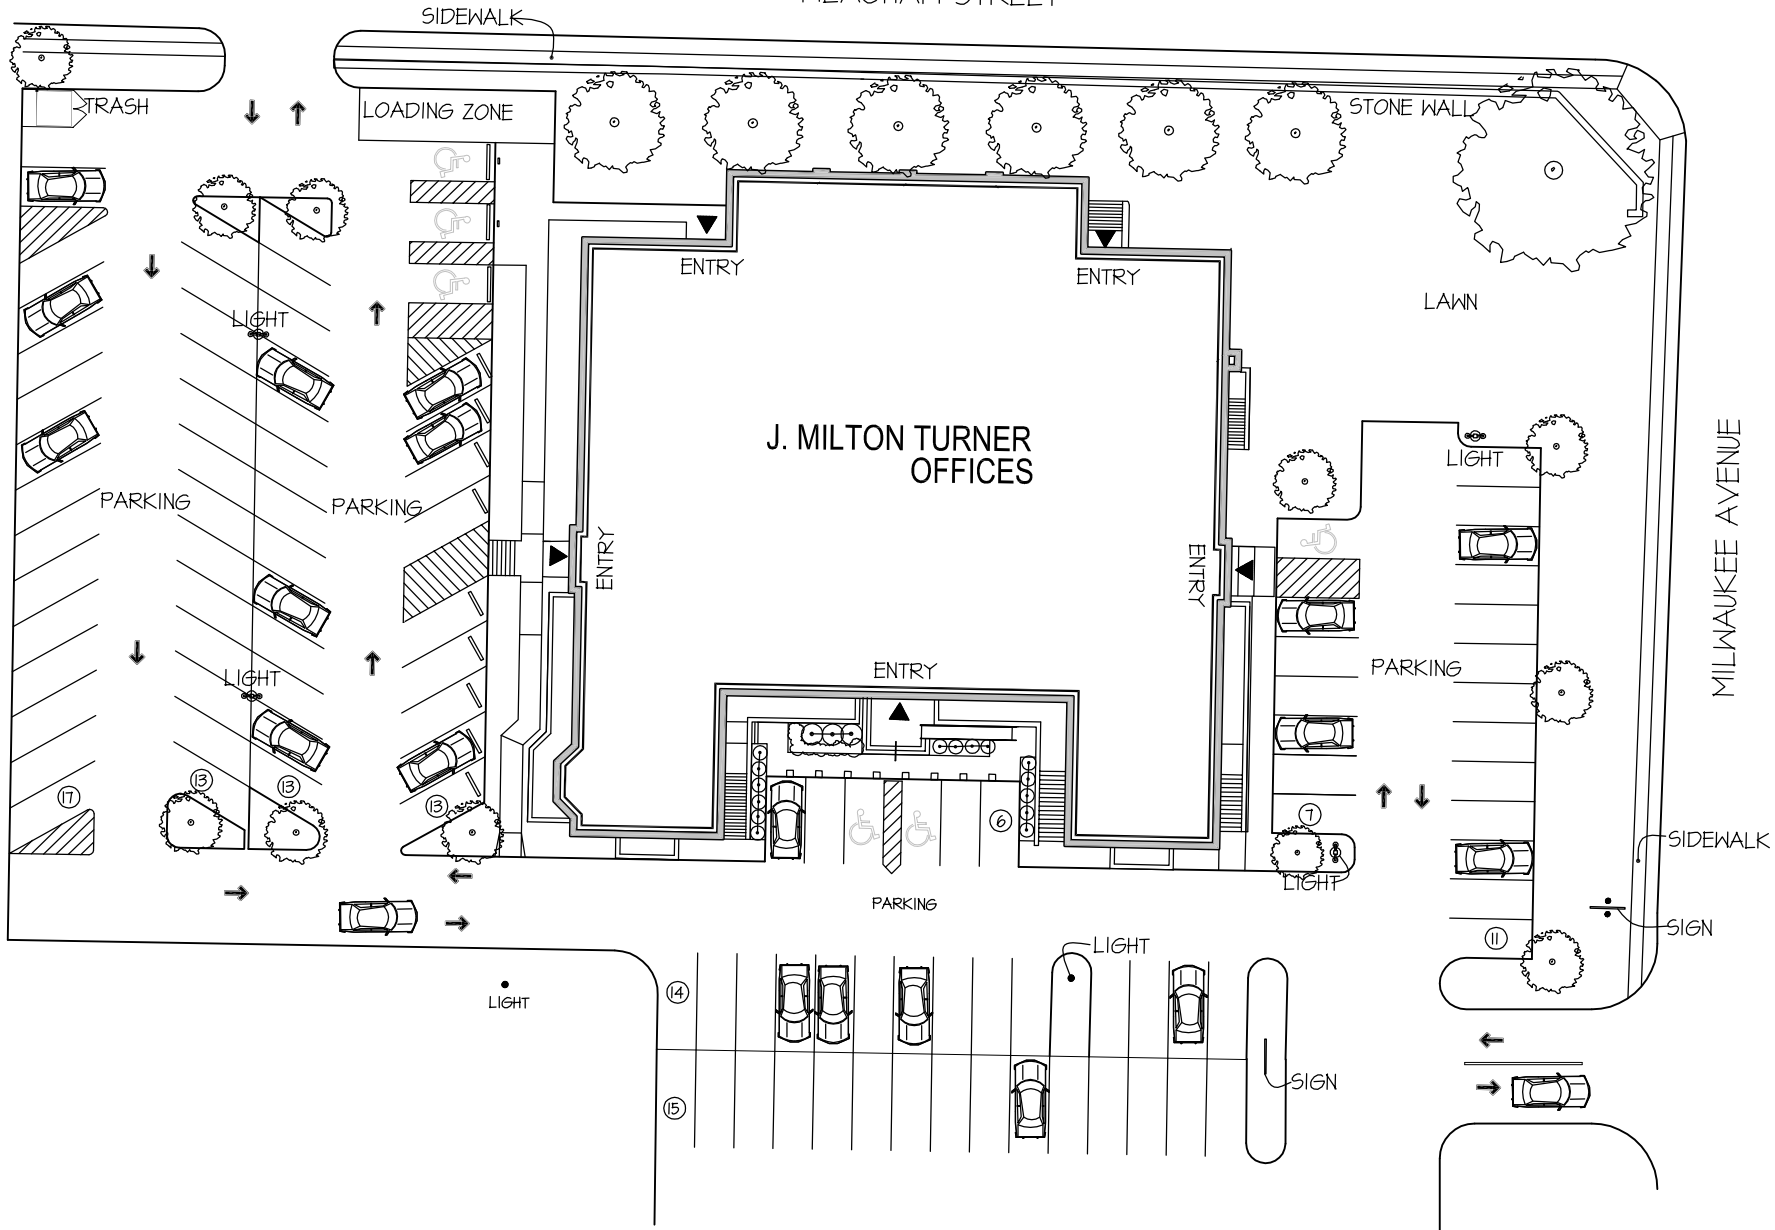 MEACHAM STREET
SIDEWALK
TRASH
LOADING ZONE
STONE WALL
ENTRY
ENTRY
LAWN
LIGHT
J. MILTON TURNER
OFFICES
MILWAUKEE AVENUE
LIGHT
PARKING
PARKING
ENTRY
ENTRY
ENTRY
PARKING
LIGHT
13
13
17
13
6
7
SIDEWALK
LIGHT
PARKING
SIGN
11
LIGHT
14
LIGHT
SIGN
15